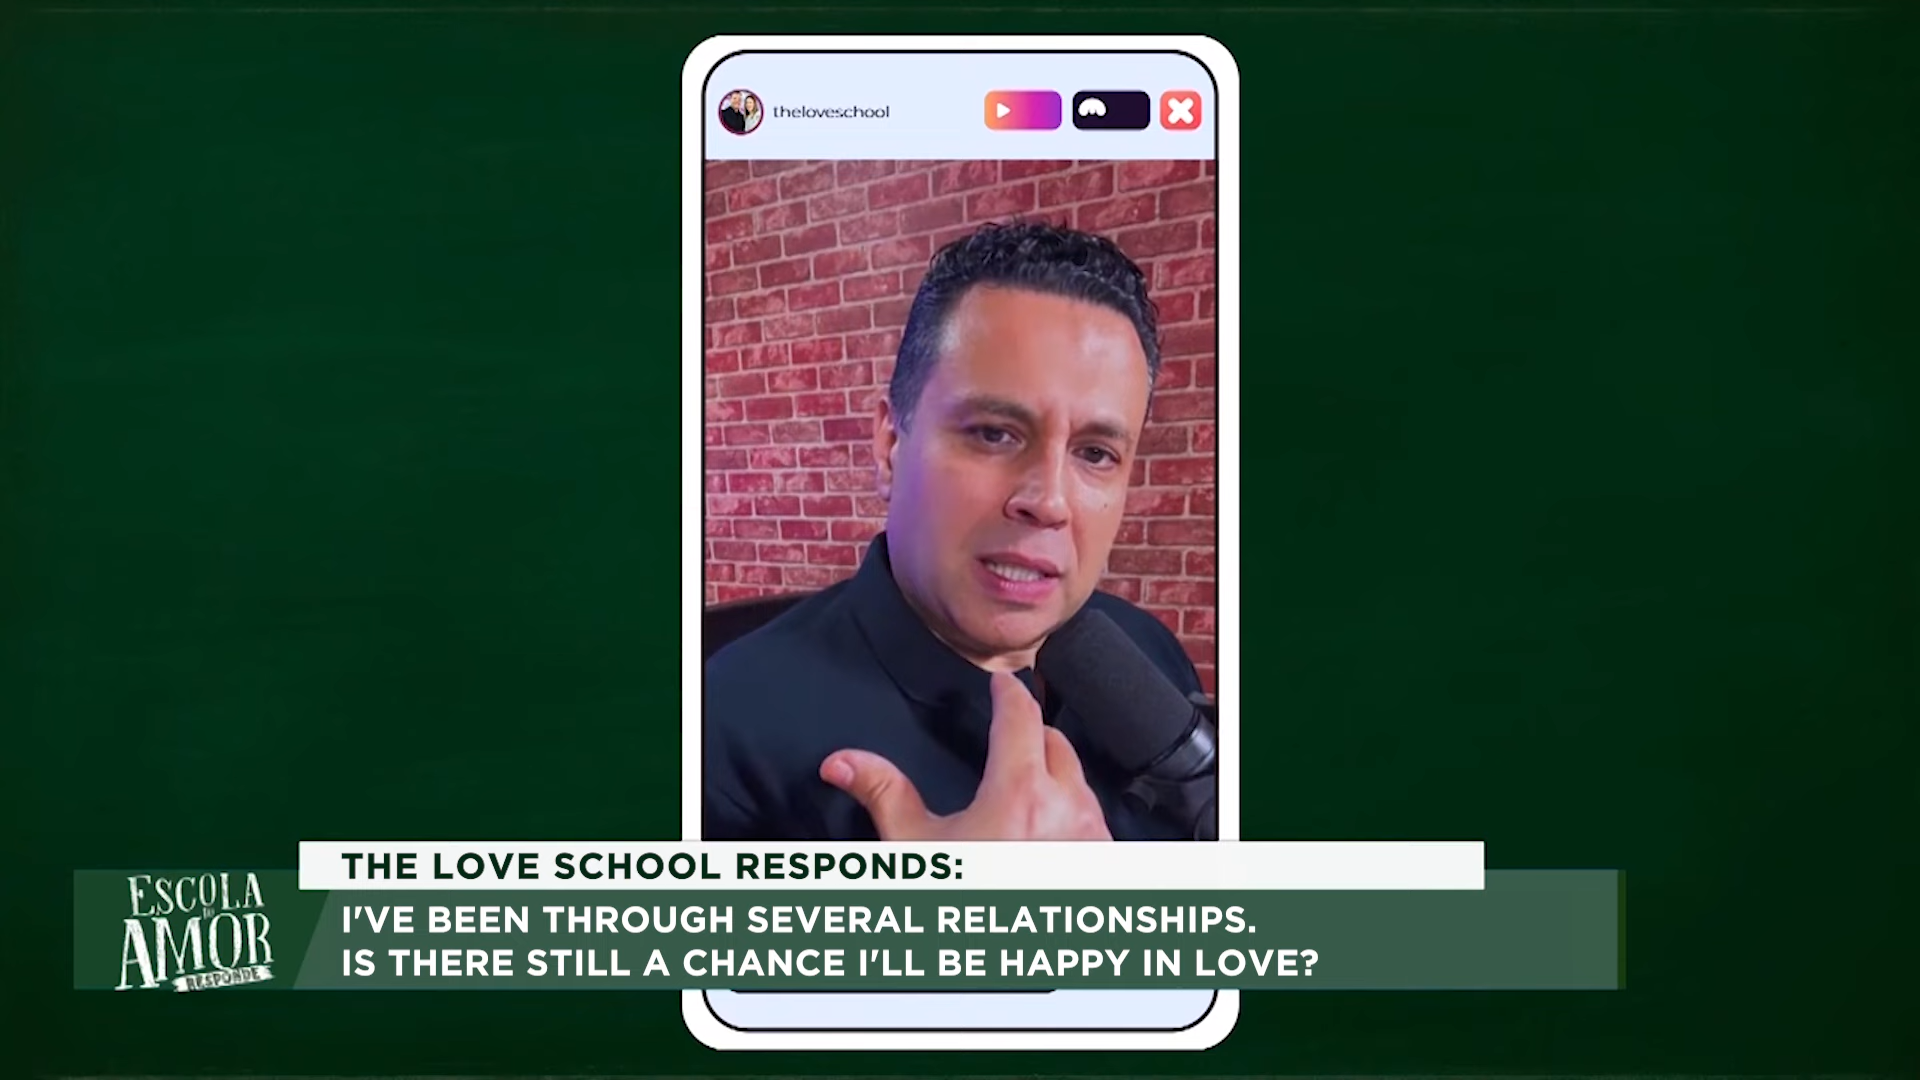 theloveschool
THE LOVE SCHOOL RESPONDS:
ESCOLA
DO
AMOR
RESPONDE
I'VE BEEN THROUGH SEVERAL RELATIONSHIPS.
IS THERE STILL A CHANCE I'LL BE HAPPY IN LOVE?